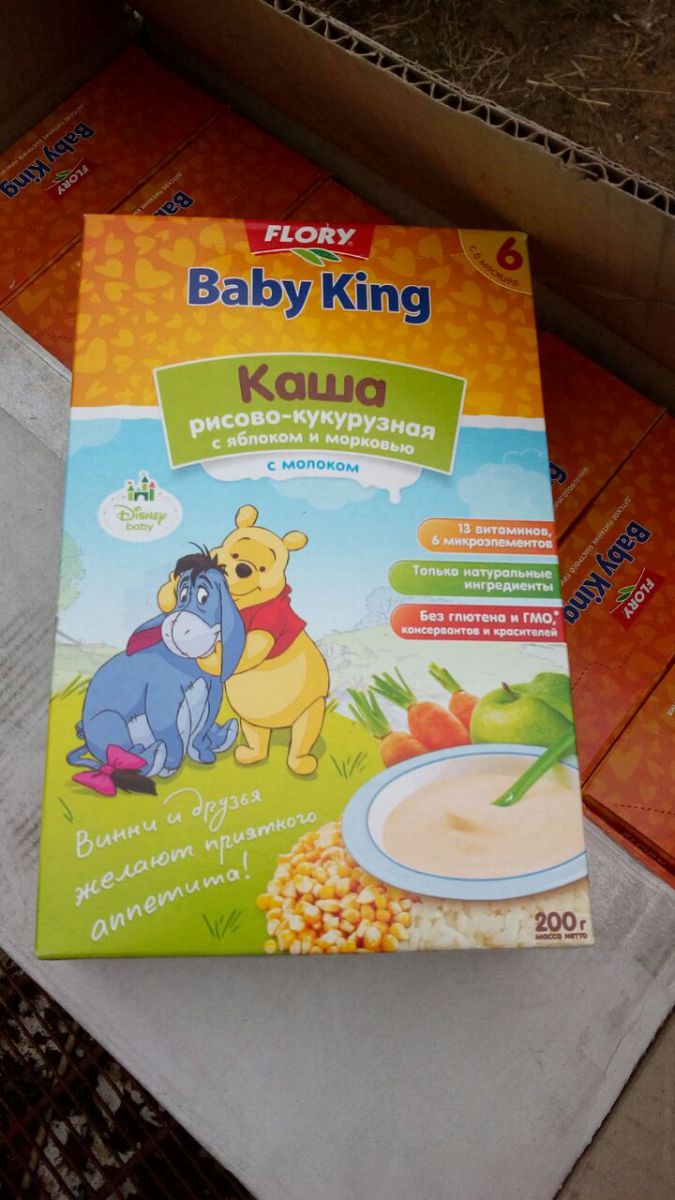 FLORY
Baby King
6
с 6 месяцев
Каша
рисово-кукурузная
с яблоком и морковью
с молоком
Disney
baby
13 витаминов,
6 микроэлементов
Только натуральные
ингредиенты
Без глютена и ГМО,*
консервантов и красителей
Винни и друзья
желают приятного
аппетита!
200 г
масса нетто
Baby King
FLORY
Baby
Baby King
FLORY